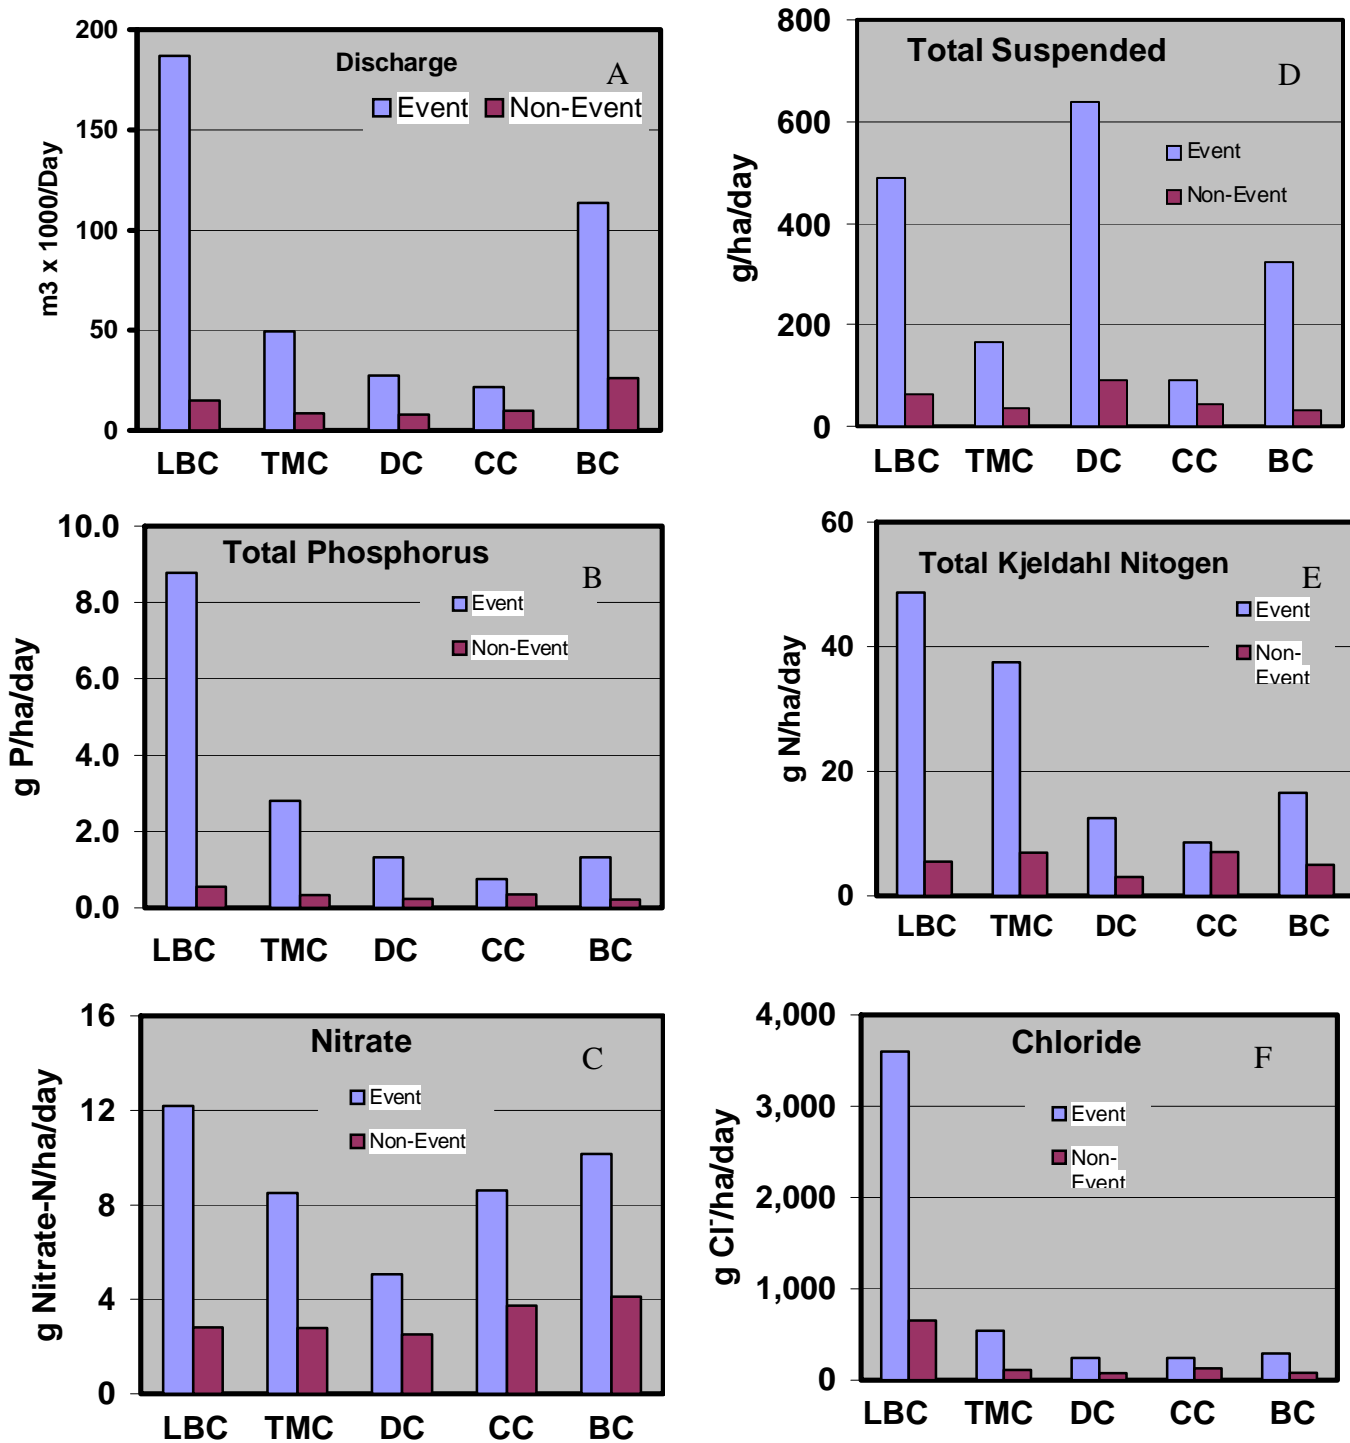 Discharge
A
Event
Non-Event
m3 x 1000/Day
200
150
100
50
0
LBC TMC DC CC BC
Total Suspended
D
Event
Non-Event
g/ha/day
800
600
400
200
0
LBC TMC DC CC BC
Total Phosphorus
B
Event
Non-Event
g P/ha/day
10.0
8.0
6.0
4.0
2.0
0.0
LBC TMC DC CC BC
Total Kjeldahl Nitogen
E
Event
Non-
Event
g N/ha/day
60
40
20
0
LBC TMC DC CC BC
Nitrate
C
Event
Non-Event
g Nitrate-N/ha/day
16
12
8
4
0
LBC TMC DC CC BC
Chloride
F
Event
Non-
Event
g Cl-/ha/day
4,000
3,000
2,000
1,000
0
LBC TMC DC CC BC